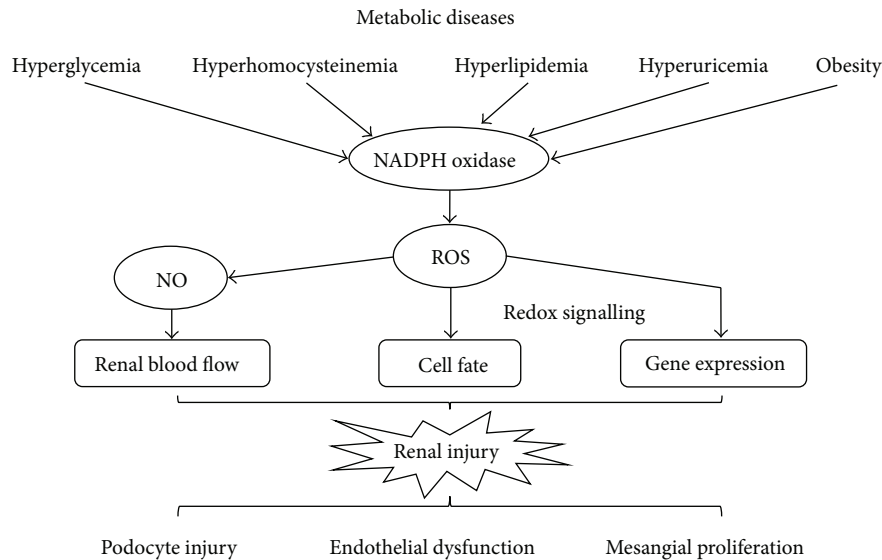 Metabolic diseases
Hyperglycemia
Hyperhomocysteinemia
Hyperlipidemia
Hyperuricemia
Obesity
NADPH oxidase
ROS
NO
Redox signalling
Renal blood flow
Cell fate
Gene expression
Renal injury
Podocyte injury
Endothelial dysfunction
Mesangial proliferation